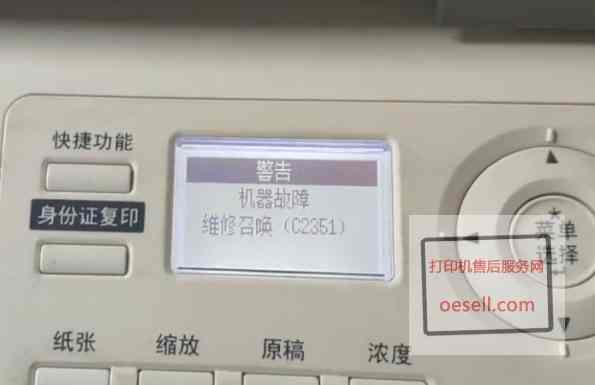 快捷功能
身份证复印
警告
机器故障
维修召唤（C2351）
*
菜单
选择
打印机售后服务网
oesell.com
纸张
缩放
原稿
浓度